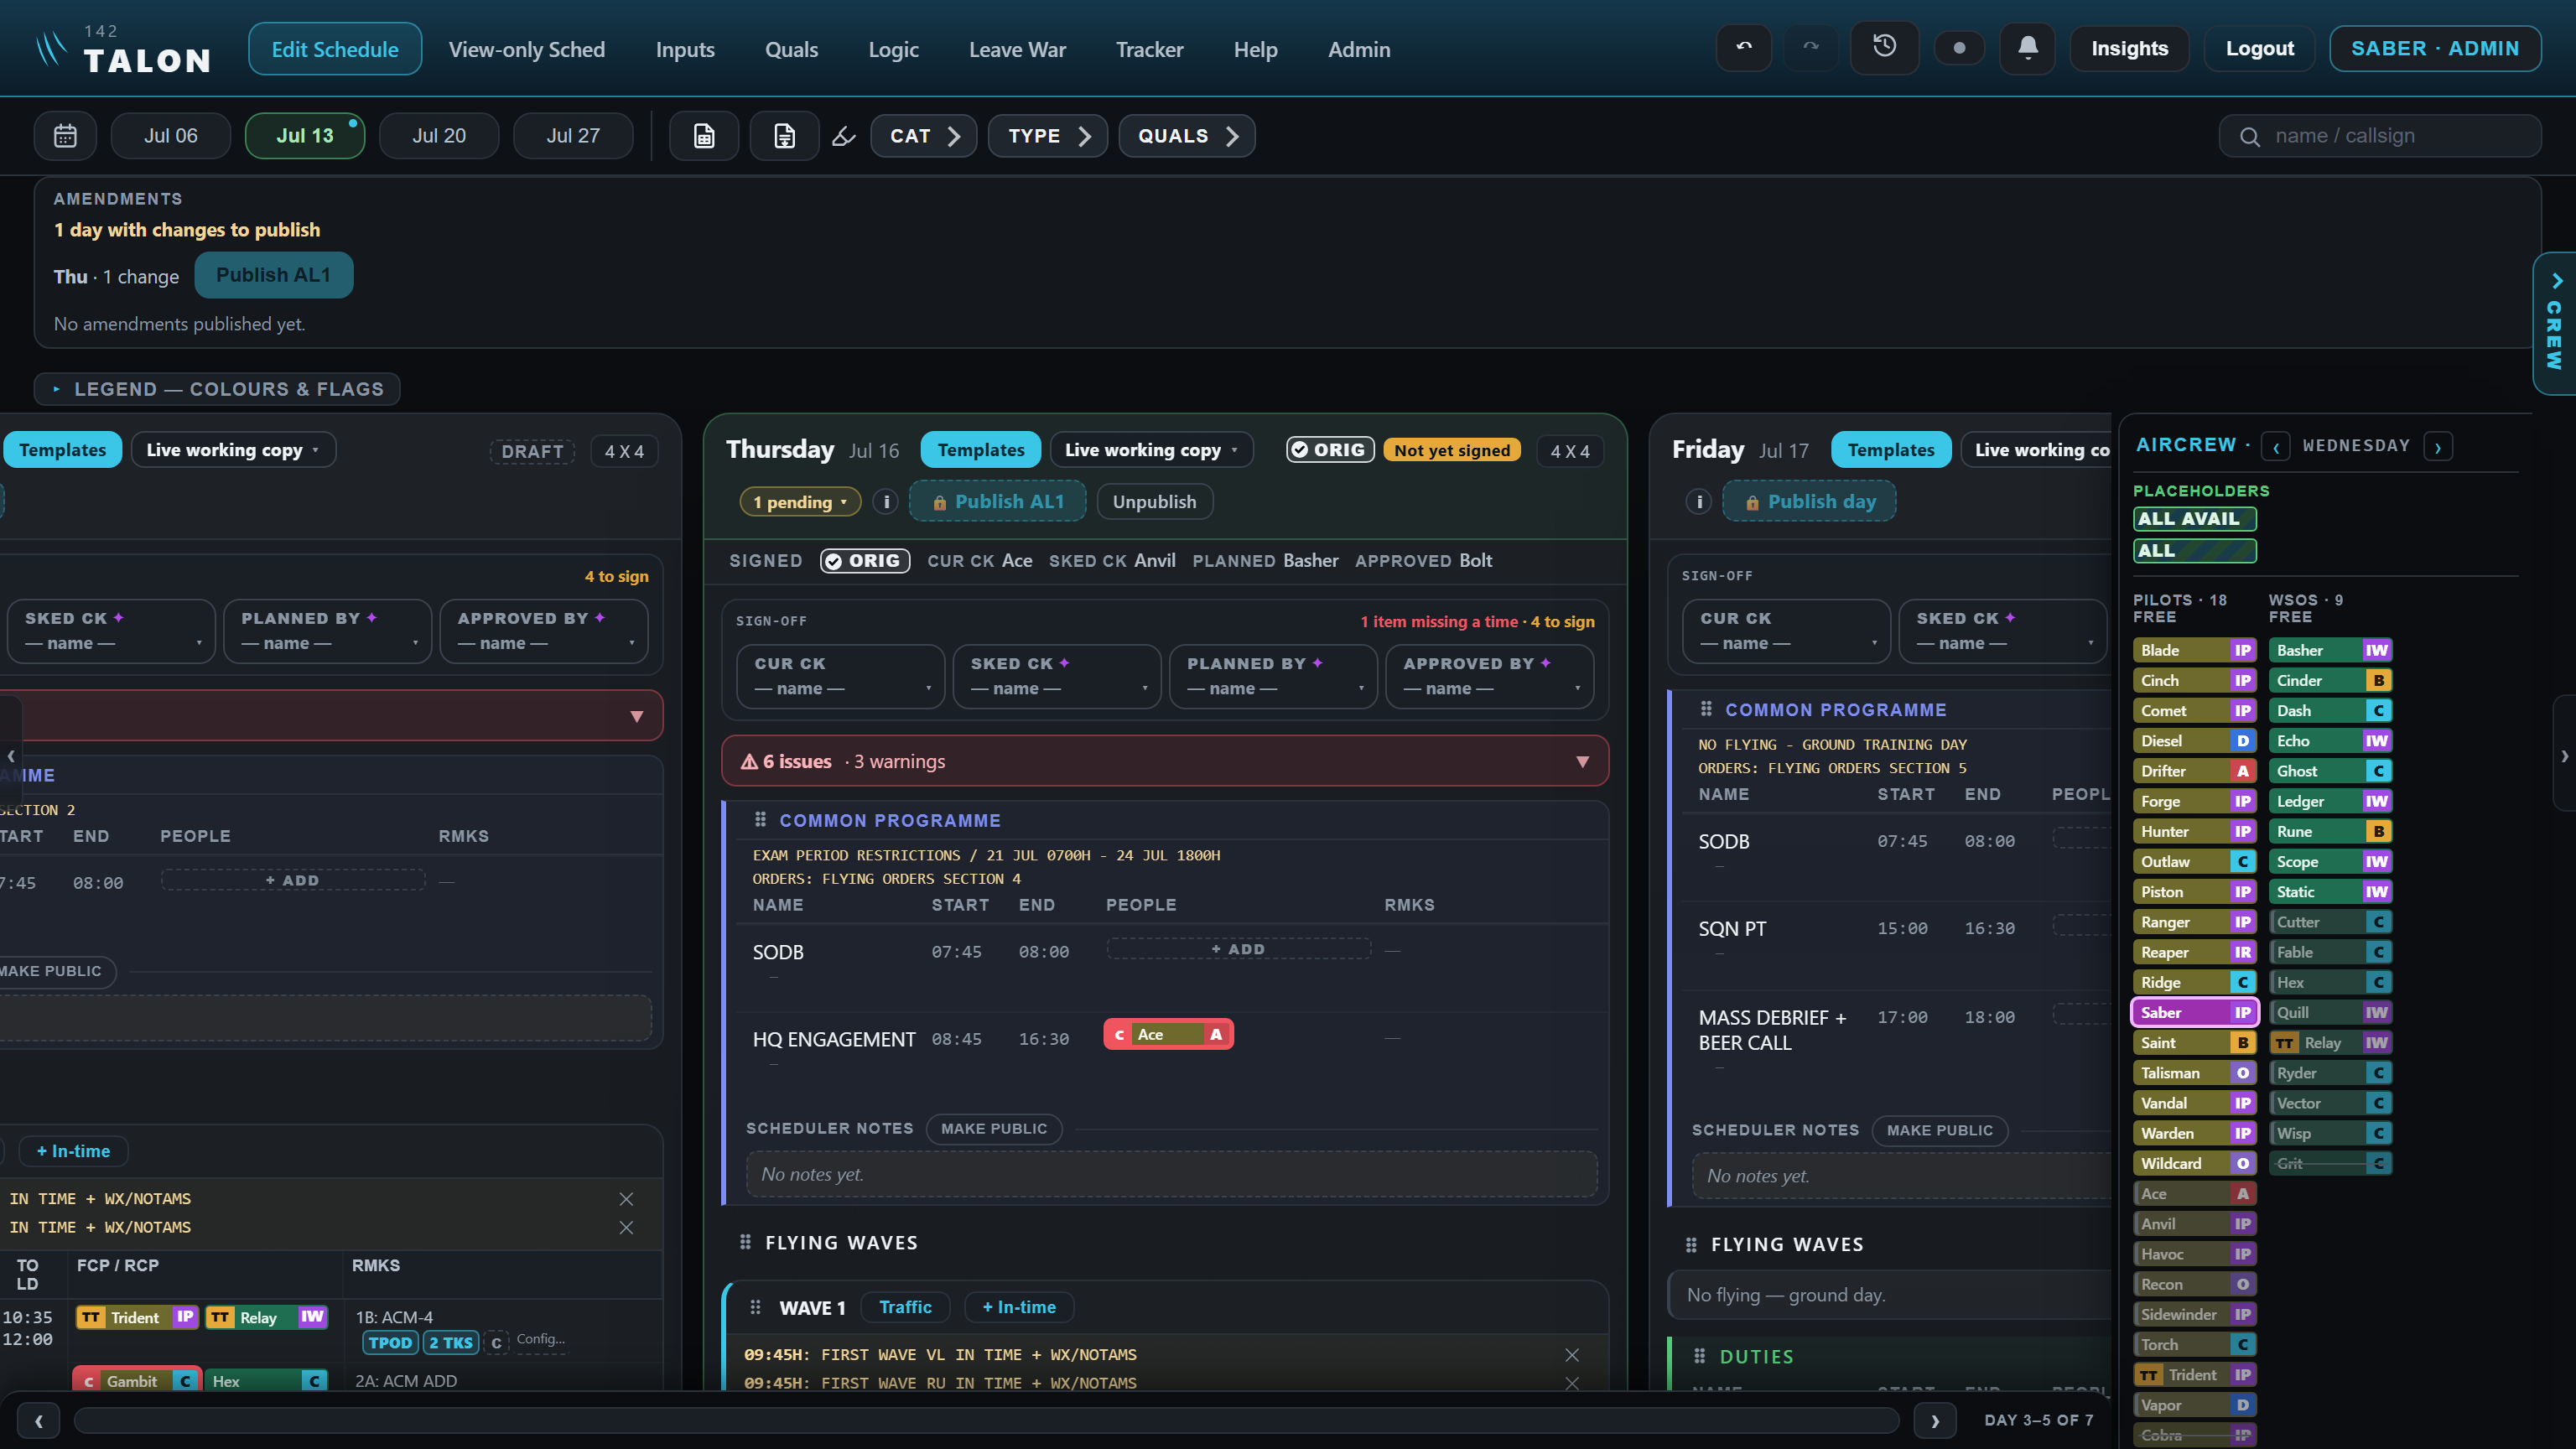 142
TALON
Edit Schedule
View-only Sched
Inputs
Quals
Logic
Leave War
Tracker
Help
Admin
Insights
Logout
SABER · ADMIN
Jul 06
Jul 13
Jul 20
Jul 27
CAT
TYPE
QUALS
name / callsign
AMENDMENTS
1 day with changes to publish
Thu · 1 change
Publish AL1
No amendments published yet.
LEGEND — COLOURS & FLAGS
CREW
Templates
Live working copy
DRAFT
4 X 4
4 to sign
SKED CK
— name —
PLANNED BY
— name —
APPROVED BY
— name —
AMME
SECTION 2
TART
END
PEOPLE
RMKS
7:45
08:00
+ ADD
—
MAKE PUBLIC
+ In-time
IN TIME + WX/NOTAMS
IN TIME + WX/NOTAMS
TO
LD
FCP / RCP
RMKS
10:35
12:00
TT Trident IP
TT Relay IW
1B: ACM-4
TPOD
2 TKS
C
Config...
C Gambit C
Hex C
2A: ACM ADD
Thursday Jul 16
Templates
Live working copy
ORIG
Not yet signed
4 X 4
1 pending
i
Publish AL1
Unpublish
SIGNED
ORIG
CUR CK Ace
SKED CK Anvil
PLANNED Basher
APPROVED Bolt
SIGN-OFF
1 item missing a time · 4 to sign
CUR CK
— name —
SKED CK
— name —
PLANNED BY
— name —
APPROVED BY
— name —
6 issues · 3 warnings
COMMON PROGRAMME
EXAM PERIOD RESTRICTIONS / 21 JUL 0700H - 24 JUL 1800H
ORDERS: FLYING ORDERS SECTION 4
NAME START END PEOPLE RMKS
SODB 07:45 08:00 + ADD —
—
HQ ENGAGEMENT 08:45 16:30 C Ace A —
—
SCHEDULER NOTES
MAKE PUBLIC
No notes yet.
FLYING WAVES
WAVE 1
Traffic
+ In-time
09:45H: FIRST WAVE VL IN TIME + WX/NOTAMS
09:45H: FIRST WAVE RU IN TIME + WX/NOTAMS
Friday Jul 17
Templates
Live working co
i
Publish day
SIGN-OFF
CUR CK
— name —
SKED CK
— name —
COMMON PROGRAMME
NO FLYING - GROUND TRAINING DAY
ORDERS: FLYING ORDERS SECTION 5
NAME START END PEOPL
SODB 07:45 08:00
—
SQN PT 15:00 16:30
—
MASS DEBRIEF + 17:00 18:00
BEER CALL
—
SCHEDULER NOTES
MAKE PUBLIC
No notes yet.
FLYING WAVES
No flying — ground day.
DUTIES
NAME START END PEOPL
AIRCREW ·
WEDNESDAY
PLACEHOLDERS
ALL AVAIL
ALL
PILOTS · 18
FREE
WSOS · 9
FREE
Blade IP
Cinch IP
Comet IP
Diesel D
Drifter A
Forge IP
Hunter IP
Outlaw C
Piston IP
Ranger IP
Reaper IR
Ridge C
Saber IP
Saint B
Talisman O
Vandal IP
Warden IP
Wildcard O
Ace A
Anvil IP
Havoc IP
Recon O
Sidewinder IP
Torch C
TT Trident IP
Vapor D
Cobra IP
Basher IW
Cinder B
Dash C
Echo IW
Ghost C
Ledger IW
Rune B
Scope IW
Static IW
Cutter C
Fable C
Hex C
Quill IW
TT Relay IW
Ryder C
Vector C
Wisp C
Grit C
DAY 3–5 OF 7